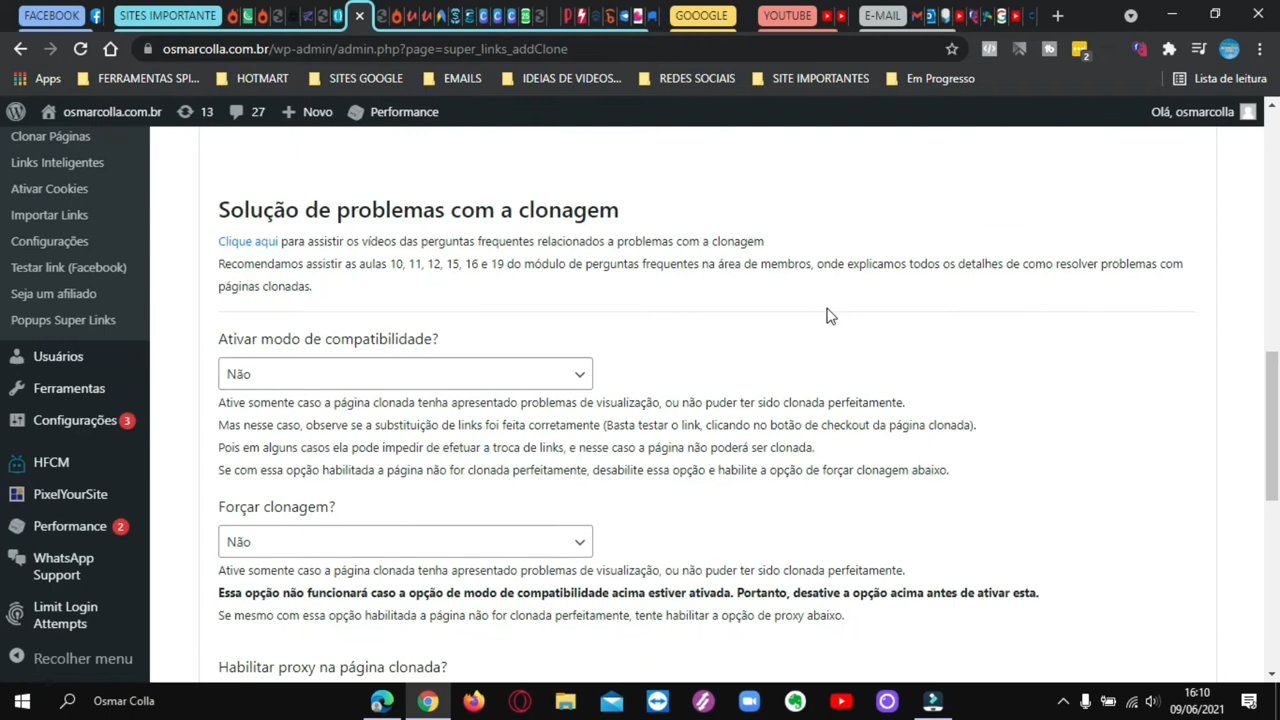 FACEBOOK
SITES IMPORTANTE
GOOOGLE
YOUTUBE
E-MAIL
osmarcolla.com.br/wp-admin/admin.php?page=super_links_addClone
2
Apps
FERRAMENTAS SPI...
HOTMART
SITES GOOGLE
EMAILS
IDEIAS DE VIDEOS...
REDES SOCIAIS
SITE IMPORTANTES
Em Progresso
Lista de leitura
osmarcolla.com.br
13
27
Novo
Performance
Olá, osmarcolla
Clonar Páginas
Links Inteligentes
Ativar Cookies
Importar Links
Configurações
Testar link (Facebook)
Seja um afiliado
Popups Super Links
Usuários
Ferramentas
Configurações 3
HFCM
PixelYourSite
Performance 2
WhatsApp
Support
Limit Login
Attempts
Recolher menu
Solução de problemas com a clonagem
Clique aqui para assistir os vídeos das perguntas frequentes relacionados a problemas com a clonagem
Recomendamos assistir as aulas 10, 11, 12, 15, 16 e 19 do módulo de perguntas frequentes na área de membros, onde explicamos todos os detalhes de como resolver problemas com
páginas clonadas.
Ativar modo de compatibilidade?
Não
Ative somente caso a página clonada tenha apresentado problemas de visualização, ou não puder ter sido clonada perfeitamente.
Mas nesse caso, observe se a substituição de links foi feita corretamente (Basta testar o link, clicando no botão de checkout da página clonada).
Pois em alguns casos ela pode impedir de efetuar a troca de links, e nesse caso a página não poderá ser clonada.
Se com essa opção habilitada a página não for clonada perfeitamente, desabilite essa opção e habilite a opção de forçar clonagem abaixo.
Forçar clonagem?
Não
Ative somente caso a página clonada tenha apresentado problemas de visualização, ou não puder ter sido clonada perfeitamente.
Essa opção não funcionará caso a opção de modo de compatibilidade acima estiver ativada. Portanto, desative a opção acima antes de ativar esta.
Se mesmo com essa opção habilitada a página não for clonada perfeitamente, tente habilitar a opção de proxy abaixo.
Habilitar proxy na página clonada?
Osmar Colla
16:10
09/06/2021